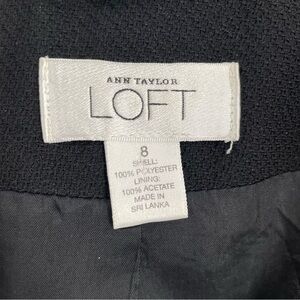 ANN TAYLOR
LOFT
8
SHELL:
100% POLYESTER
LINING:
100% ACETATE
MADE IN
SRI LANKA